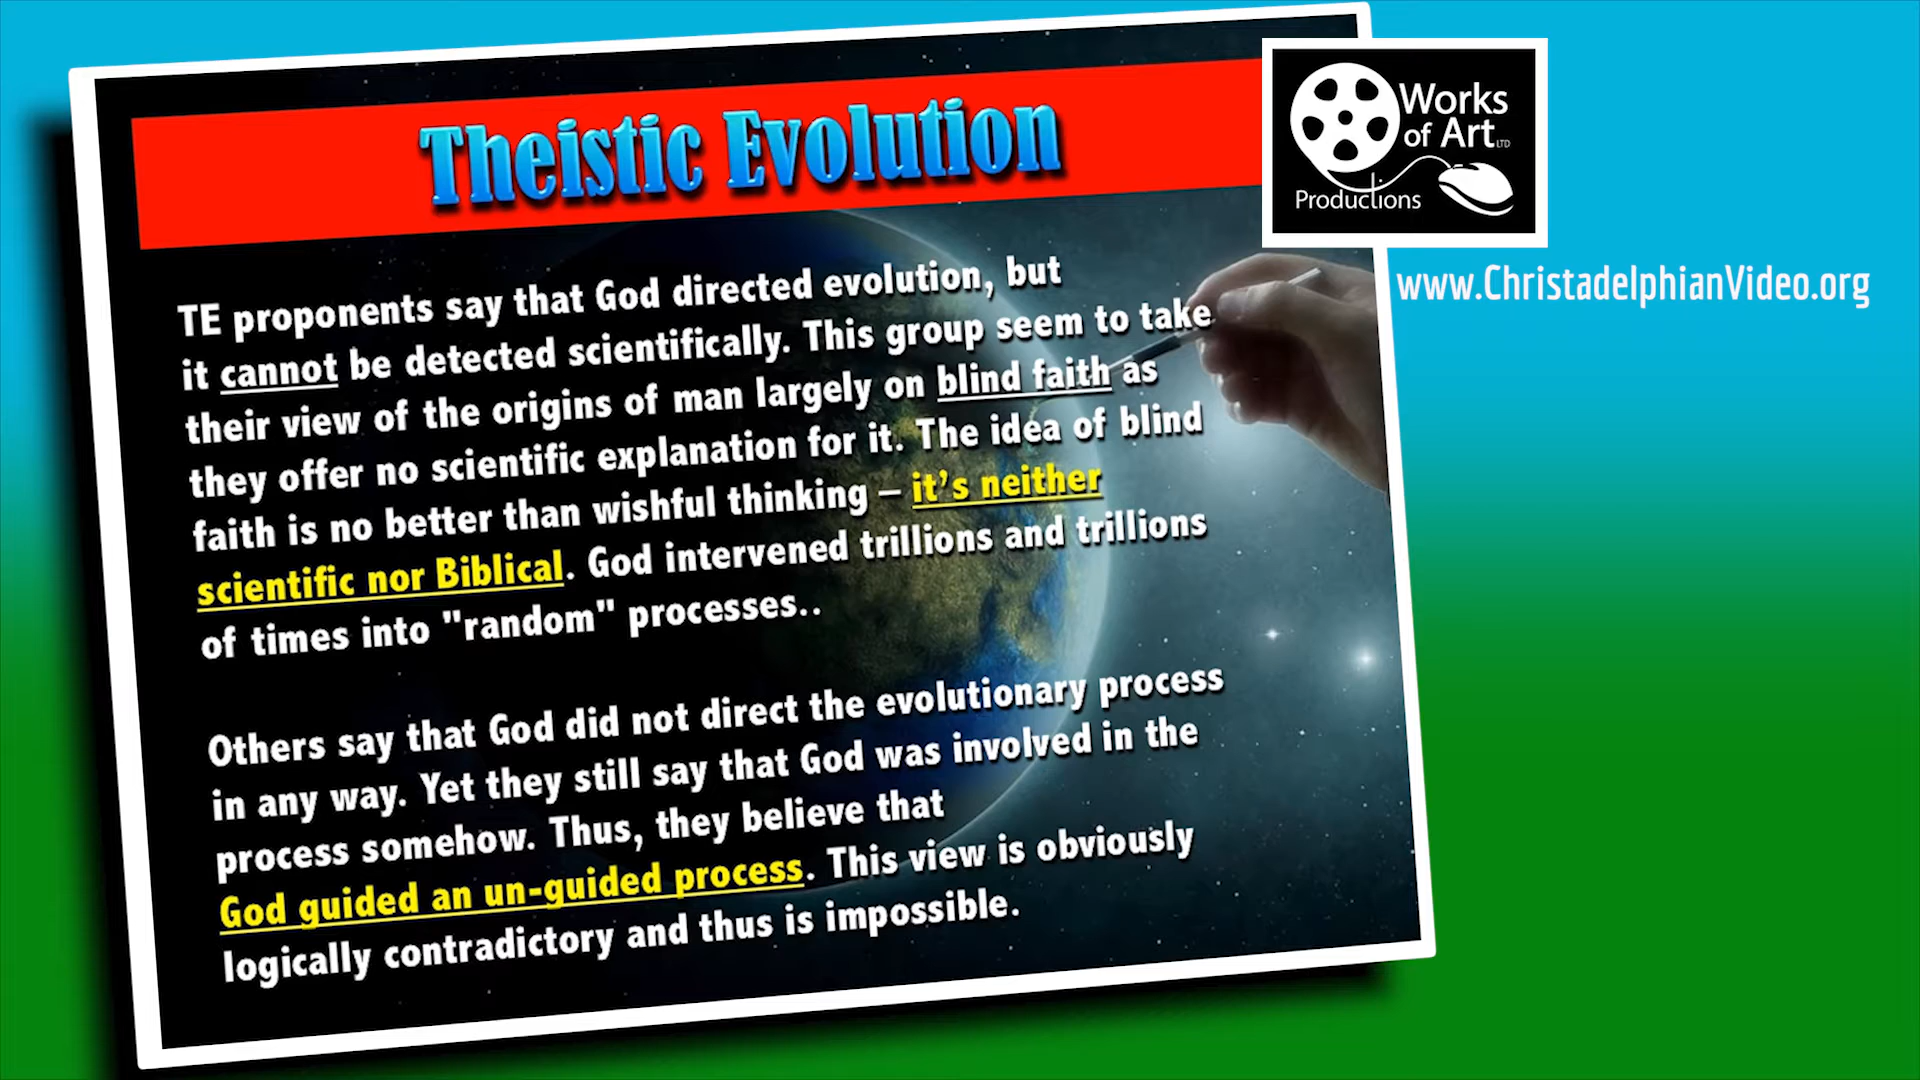 Theistic Evolution
TE proponents say that God directed evolution, but
it cannot be detected scientifically. This group seem to take
their view of the origins of man largely on blind faith as
they offer no scientific explanation for it. The idea of blind
faith is no better than wishful thinking – it's neither
scientific nor Biblical. God intervened trillions and trillions
of times into "random" processes..
Others say that God did not direct the evolutionary process
in any way. Yet they still say that God was involved in the
process somehow. Thus, they believe that
God guided an un-guided process. This view is obviously
logically contradictory and thus is impossible.
Works
of Art LTD
Productions
www.ChristadelphianVideo.org